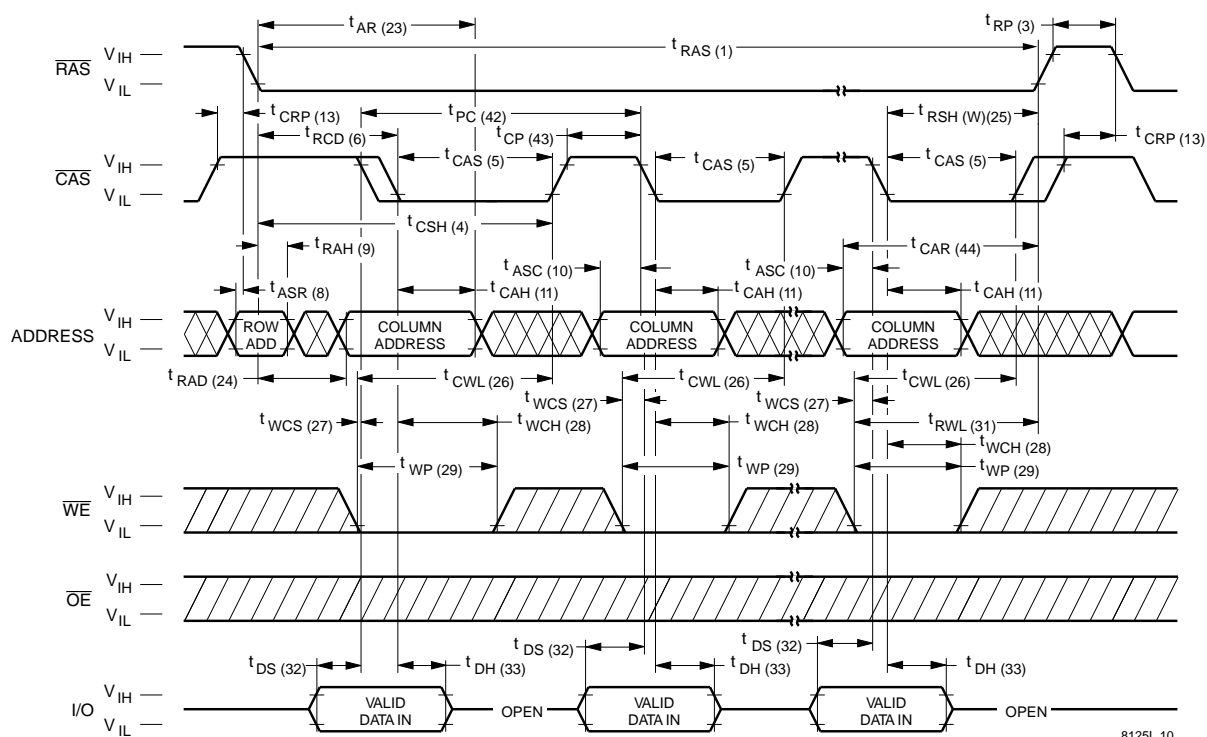 t AR (23)
t RP (3)
t RAS (1)
RAS
V IH
V IL
t CRP (13)
t PC (42)
t RSH (W)(25)
t RCD (6)
t CP (43)
t CRP (13)
CAS
V IH
V IL
t CAS (5)
t CAS (5)
t CAS (5)
t CSH (4)
t RAH (9)
t CAR (44)
t ASC (10)
t ASC (10)
t ASR (8)
t CAH (11)
t CAH (11)
t CAH (11)
ADDRESS
V IH
V IL
ROW ADD
COLUMN ADDRESS
COLUMN ADDRESS
COLUMN ADDRESS
t RAD (24)
t CWL (26)
t CWL (26)
t CWL (26)
t WCS (27)
t WCS (27)
t WCS (27)
t WCH (28)
t WCH (28)
t RWL (31)
t WCH (28)
t WP (29)
t WP (29)
t WP (29)
WE
V IH
V IL
OE
V IH
V IL
t DS (32)
t DS (32)
t DS (32)
t DH (33)
t DH (33)
t DH (33)
I/O
V IH
V IL
VALID DATA IN
OPEN
VALID DATA IN
VALID DATA IN
OPEN
8125L 10